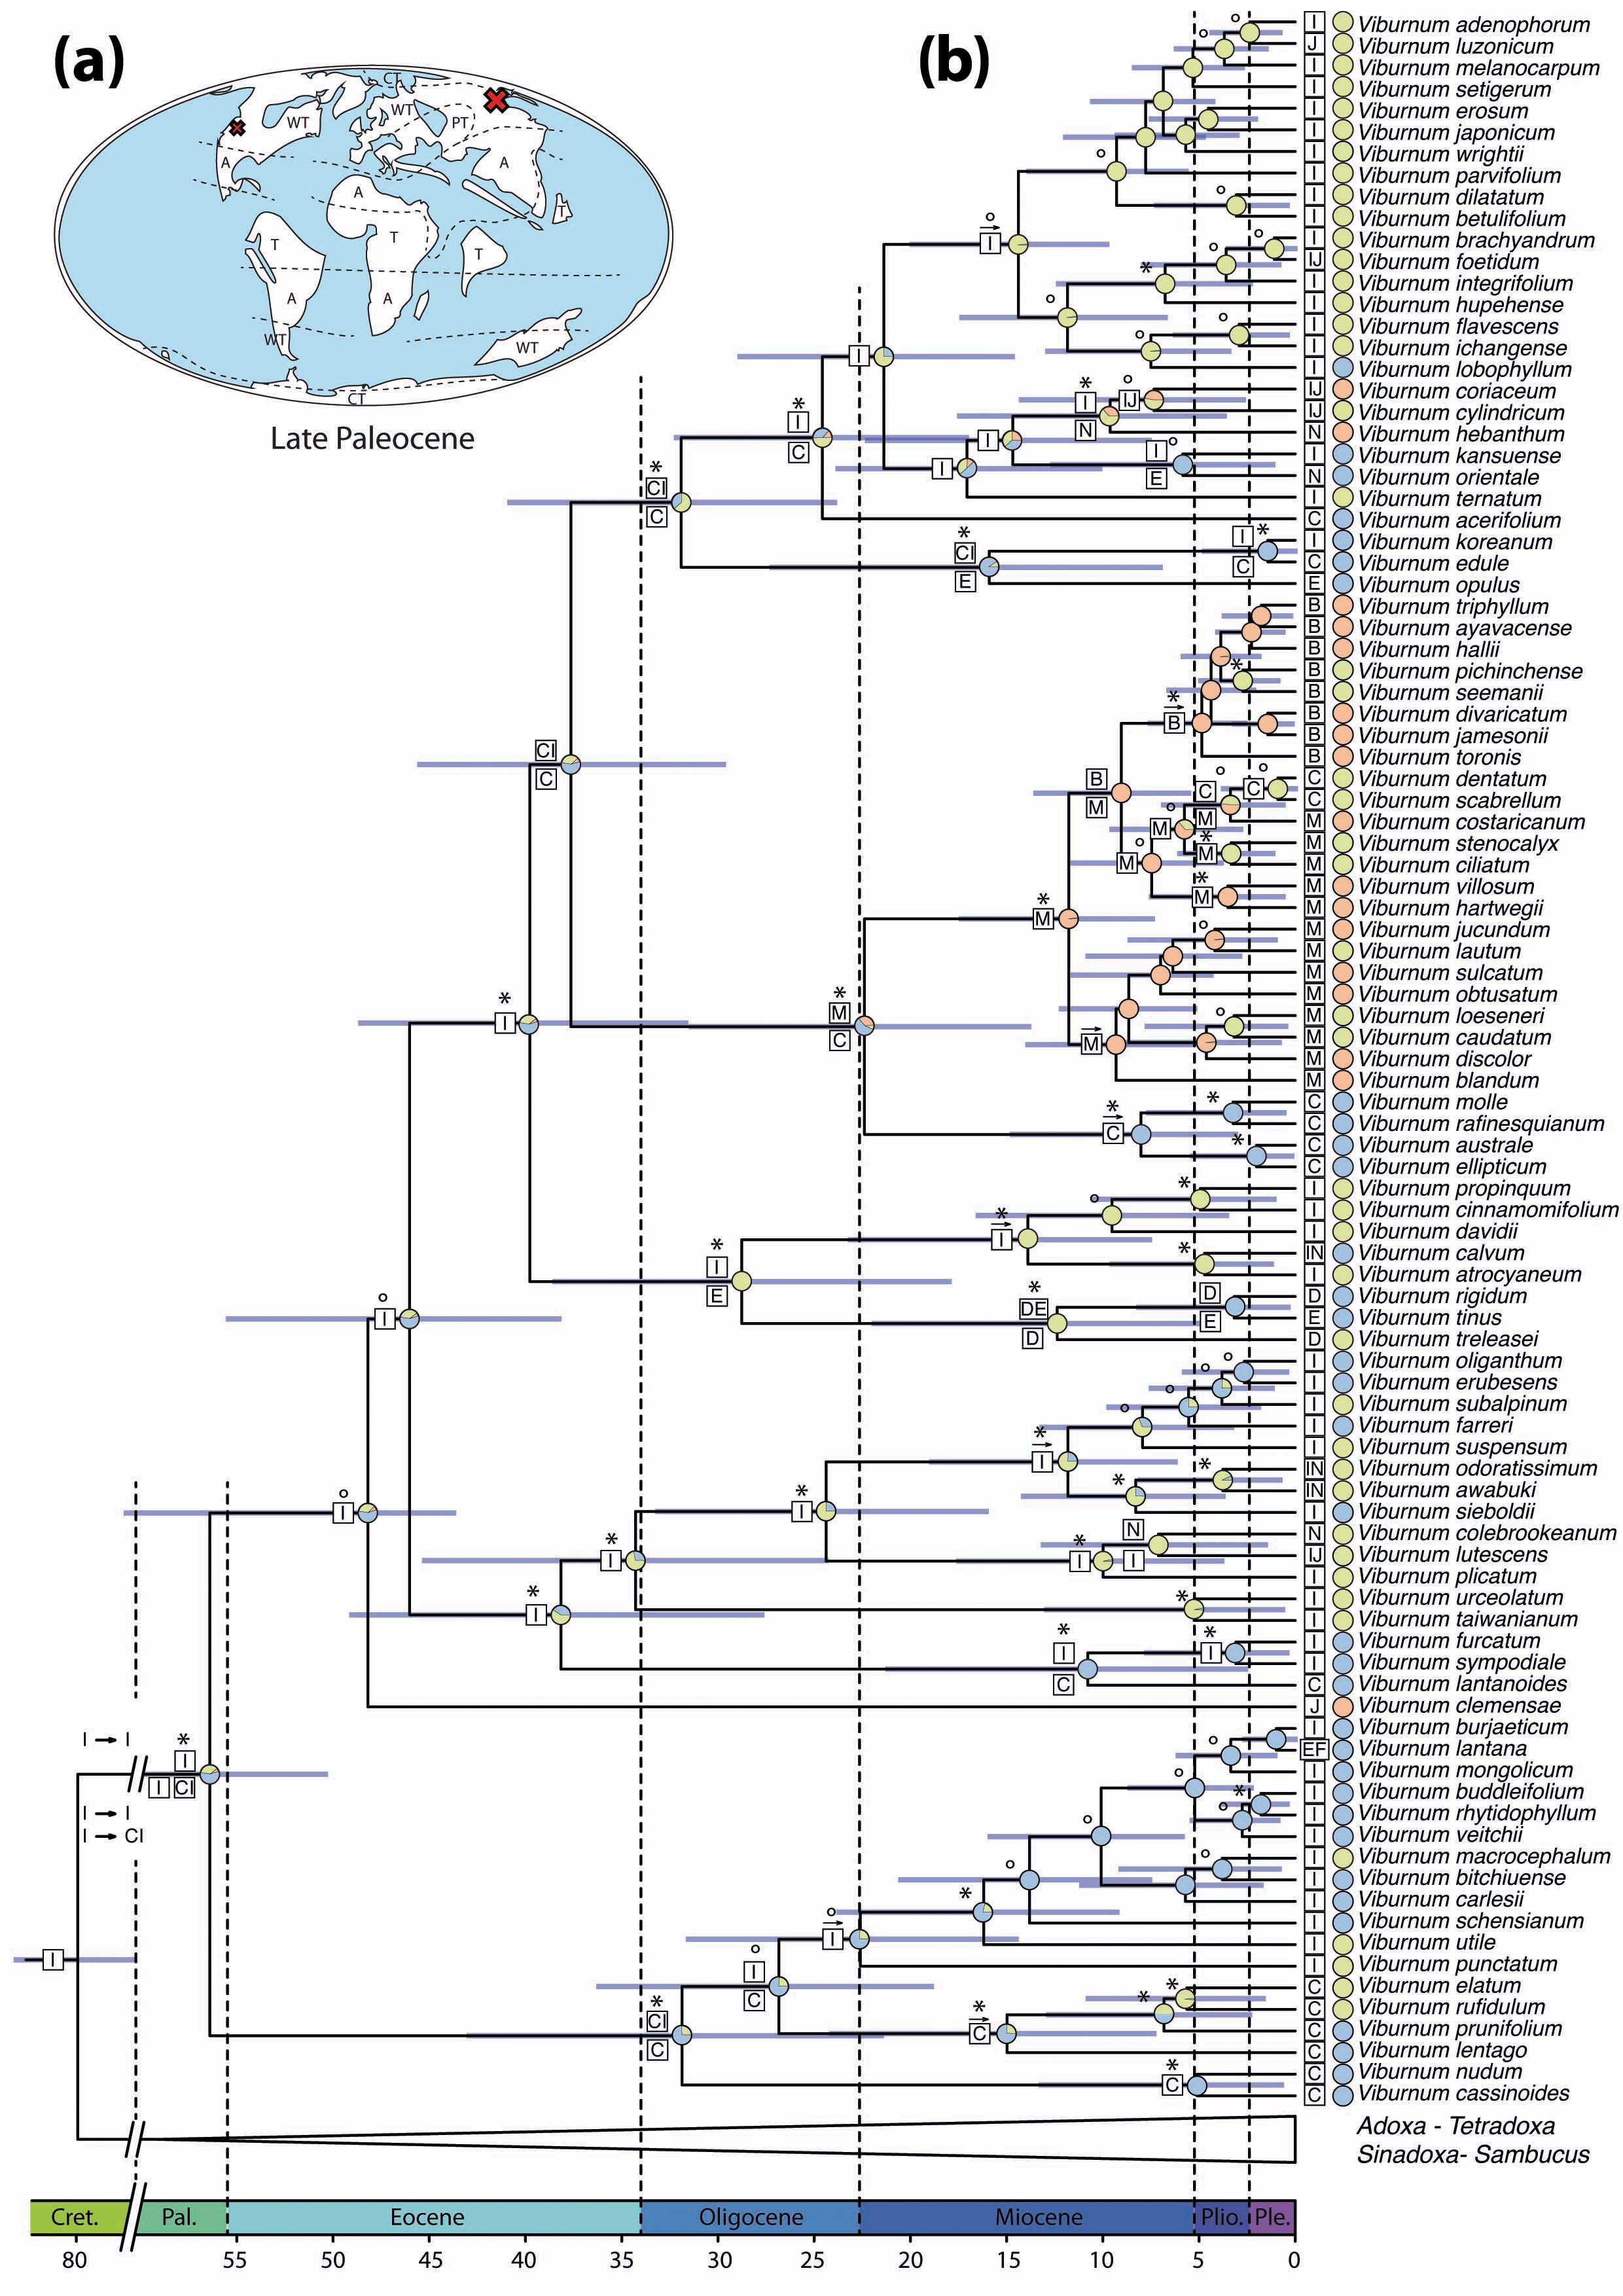 (a)
CT
WT
WT
PT
A
A
A
T
T
T
T
A
A
WT
WT
CT
Late Paleocene
(b)
I Viburnum adenophorum
J Viburnum luzonicum
I Viburnum melanocarpum
I Viburnum setigerum
I Viburnum erosum
I Viburnum japonicum
I Viburnum wrightii
I Viburnum parvifolium
I Viburnum dilatatum
I Viburnum betulifolium
I Viburnum brachyandrum
IJ Viburnum foetidum
I Viburnum integrifolium
I Viburnum hupehense
I Viburnum flavescens
I Viburnum ichangense
I Viburnum lobophyllum
IJ Viburnum coriaceum
IJ Viburnum cylindricum
N Viburnum hebanthum
I Viburnum kansuense
N Viburnum orientale
I Viburnum ternatum
C Viburnum acerifolium
I Viburnum koreanum
C Viburnum edule
E Viburnum opulus
B Viburnum triphyllum
B Viburnum ayavacense
B Viburnum hallii
B Viburnum pichinchense
B Viburnum seemanii
B Viburnum divaricatum
B Viburnum jamesonii
B Viburnum toronis
C Viburnum dentatum
C Viburnum scabrellum
M Viburnum costaricanum
M Viburnum stenocalyx
M Viburnum ciliatum
M Viburnum villosum
M Viburnum hartwegii
M Viburnum jucundum
M Viburnum lautum
M Viburnum sulcatum
M Viburnum obtusatum
M Viburnum loeseneri
M Viburnum caudatum
M Viburnum discolor
M Viburnum blandum
C Viburnum molle
C Viburnum rafinesquianum
C Viburnum australe
C Viburnum ellipticum
I Viburnum propinquum
I Viburnum cinnamomifolium
I Viburnum davidii
IN Viburnum calvum
I Viburnum atrocyaneum
D Viburnum rigidum
E Viburnum tinus
D Viburnum treleasei
I Viburnum oliganthum
I Viburnum erubesens
I Viburnum subalpinum
I Viburnum farreri
I Viburnum suspensum
IN Viburnum odoratissimum
IN Viburnum awabuki
I Viburnum sieboldii
N Viburnum colebrookeanum
IJ Viburnum lutescens
I Viburnum plicatum
I Viburnum urceolatum
I Viburnum taiwanianum
I Viburnum furcatum
I Viburnum sympodiale
C Viburnum lantanoides
J Viburnum clemensae
I Viburnum burjaeticum
EF Viburnum lantana
I Viburnum mongolicum
I Viburnum buddleifolium
I Viburnum rhytidophyllum
I Viburnum veitchii
I Viburnum macrocephalum
I Viburnum bitchiuense
I Viburnum carlesii
I Viburnum schensianum
I Viburnum utile
I Viburnum punctatum
C Viburnum elatum
C Viburnum rufidulum
C Viburnum prunifolium
C Viburnum lentago
C Viburnum nudum
C Viburnum cassinoides
Adoxa - Tetradoxa
Sinadoxa- Sambucus
I
I
I
C
I
IJ
I
N
I
I
E
I
CI
C
CI
E
I
C
B
CI
C
B
M
C
C
M
M
M
M
M
M
M
M
C
I
C
I
I
E
DE
D
D
E
I
I
I
I
I
N
I
I
I
I
I
I
C
I → I
I
I CI
I → I
I → CI
I
I
I
C
CI
C
C
C
Cret. Pal. Eocene Oligocene Miocene Plio. Ple.
80 55 50 45 40 35 30 25 20 15 10 5 0